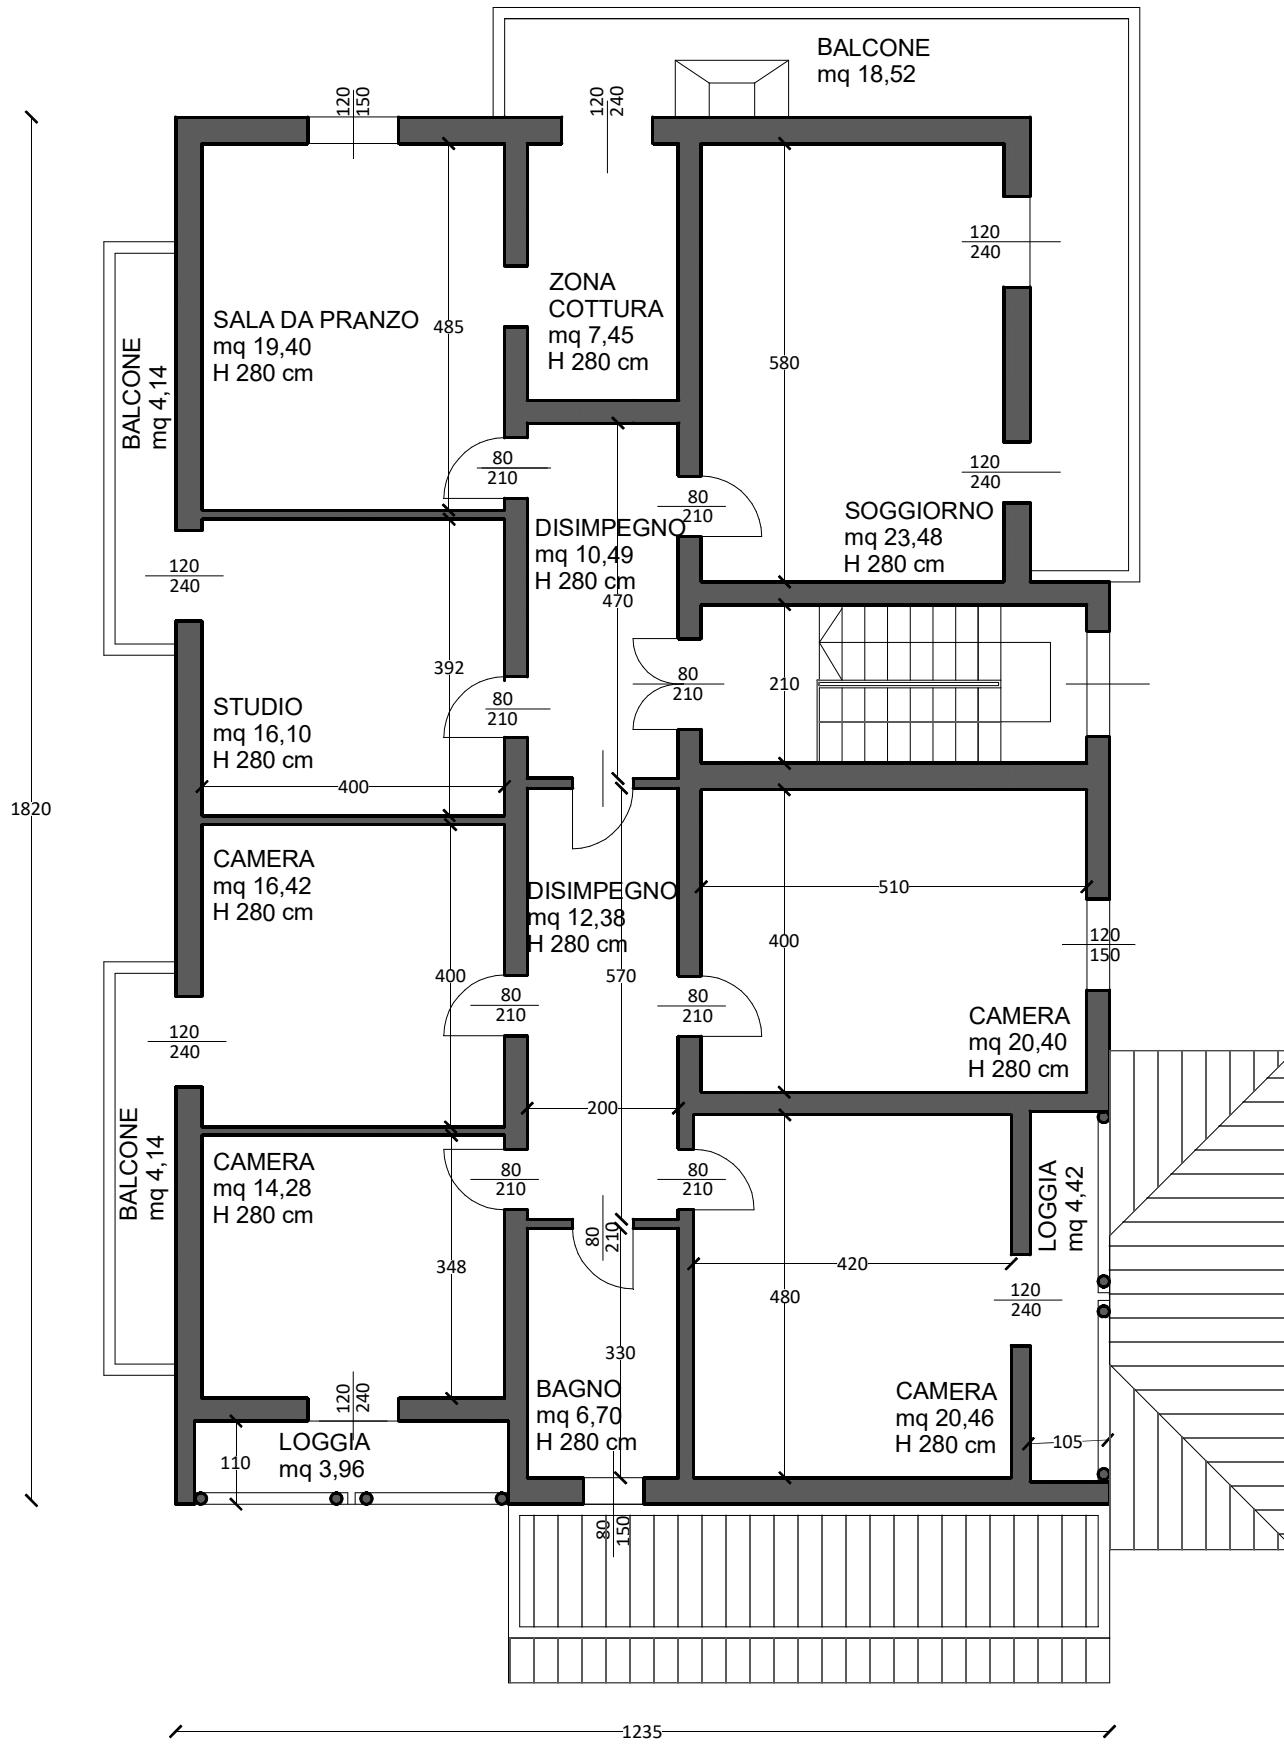 BALCONE
mq 18,52
120
150
120
240
120
240
ZONA
COTTURA
mq 7,45
H 280 cm
SALA DA PRANZO
mq 19,40
H 280 cm
485
580
BALCONE
mq 4,14
80
210
120
240
80
210
SOGGIORNO
mq 23,48
H 280 cm
DISIMPEGNO
mq 10,49
H 280 cm
470
120
240
392
80
210
210
STUDIO
mq 16,10
H 280 cm
80
210
400
1820
CAMERA
mq 16,42
H 280 cm
DISIMPEGNO
mq 12,38
H 280 cm
510
400
120
150
400
570
80
210
80
210
CAMERA
mq 20,40
H 280 cm
120
240
200
BALCONE
mq 4,14
CAMERA
mq 14,28
H 280 cm
80
210
80
210
LOGGIA
mq 4,42
80
210
348
420
480
120
240
330
120
240
BAGNO
mq 6,70
H 280 cm
CAMERA
mq 20,46
H 280 cm
105
LOGGIA
mq 3,96
110
80
150
1235